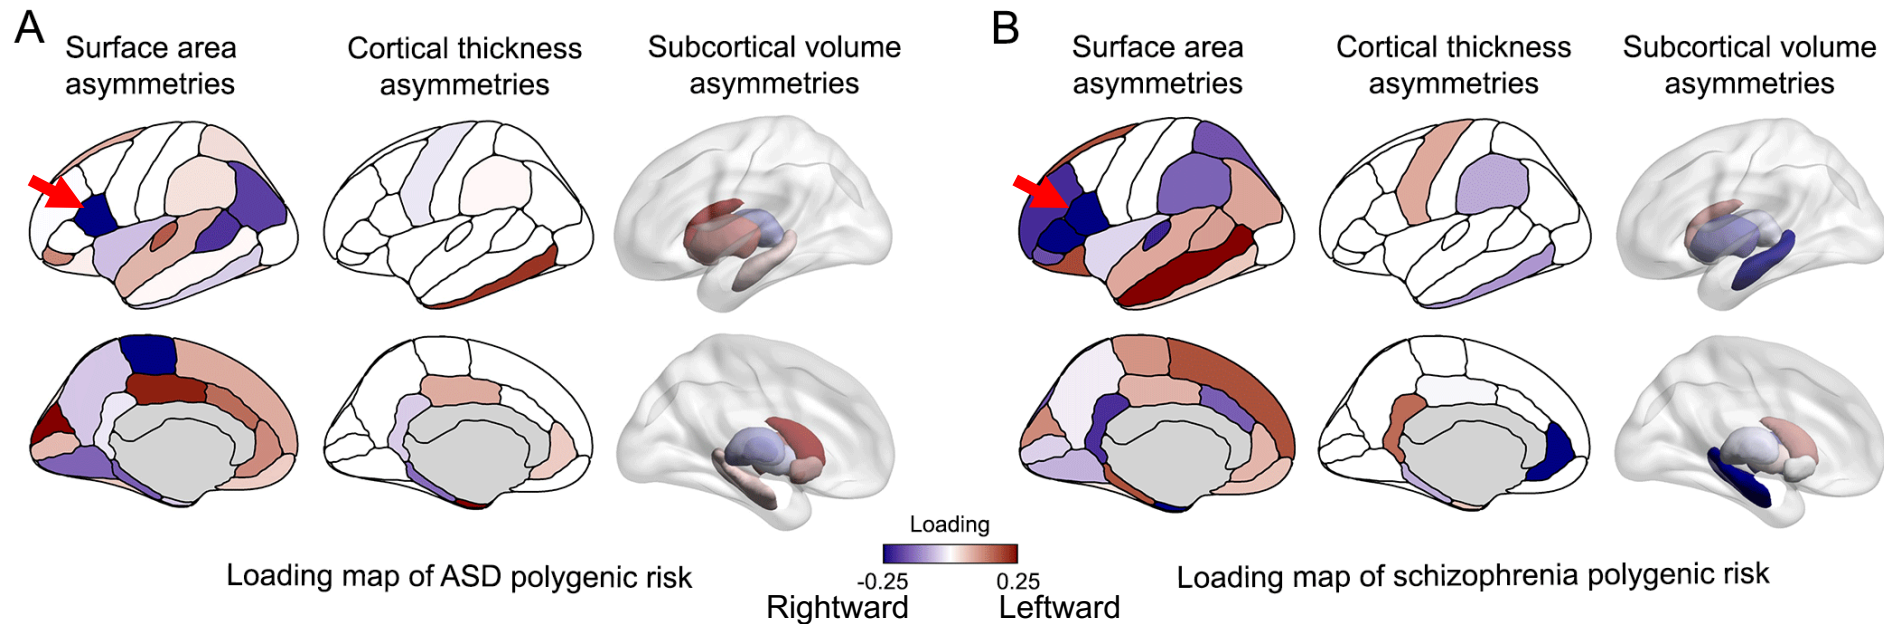 A
Surface area
asymmetries
Cortical thickness
asymmetries
Subcortical volume
asymmetries
B
Surface area
asymmetries
Cortical thickness
asymmetries
Subcortical volume
asymmetries
Loading
-0.25
0.25
Rightward
Leftward
Loading map of ASD polygenic risk
Loading map of schizophrenia polygenic risk